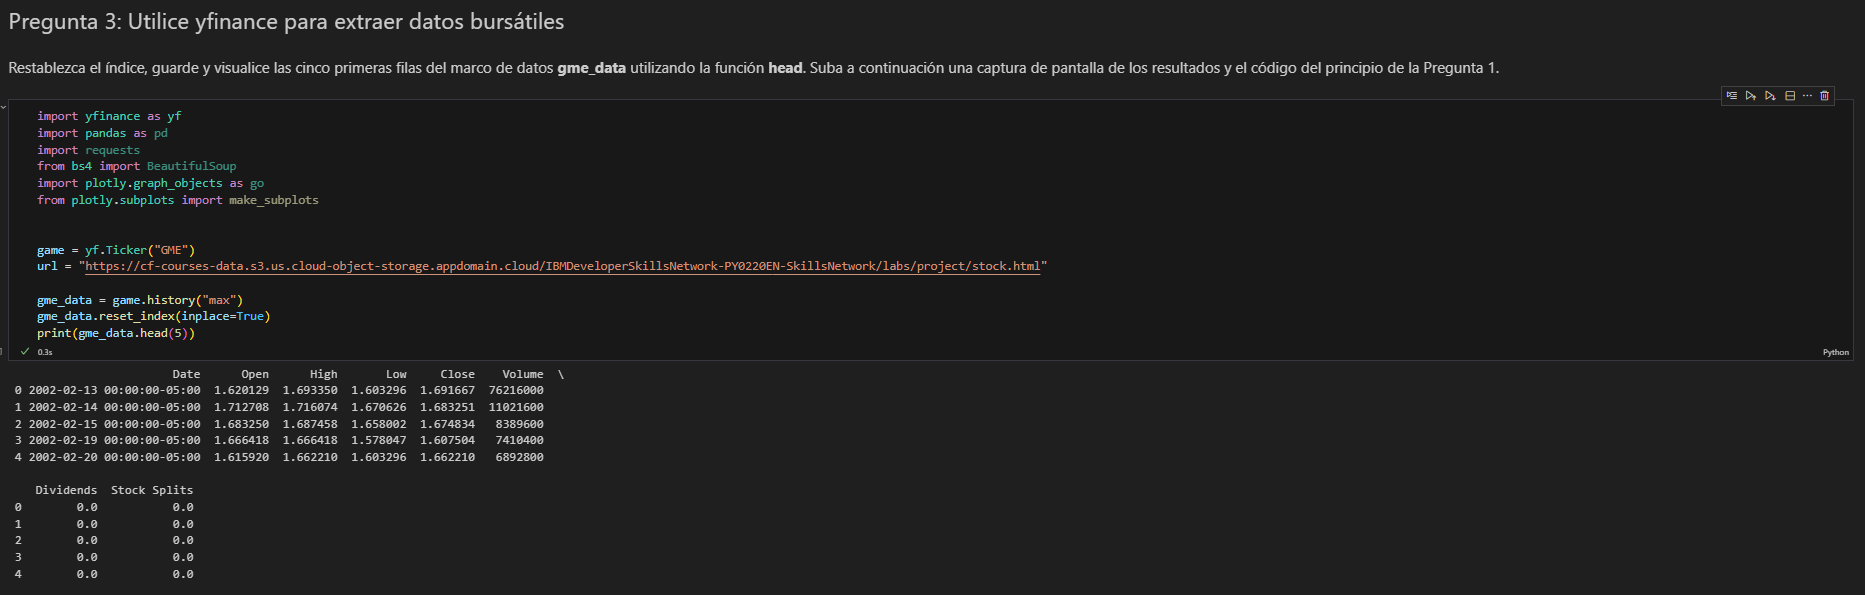 Pregunta 3: Utilice yfinance para extraer datos bursátiles
Restablezca el índice, guarde y visualice las cinco primeras filas del marco de datos gme_data utilizando la función head. Suba a continuación una captura de pantalla de los resultados y el código del principio de la Pregunta 1.
import yfinance as yf
import pandas as pd
import requests
from bs4 import BeautifulSoup
import plotly.graph_objects as go
from plotly.subplots import make_subplots
game = yf.Ticker("GME")
url = "https://cf-courses-data.s3.us.cloud-object-storage.appdomain.cloud/IBMDeveloperSkillsNetwork-PY0220EN-SkillsNetwork/labs/project/stock.html"
gme_data = game.history("max")
gme_data.reset_index(inplace=True)
print(gme_data.head(5))
0.3s
Python
Date Open High Low Close Volume \
0 2002-02-13 00:00:00-05:00 1.620129 1.693350 1.603296 1.691667 76216000
1 2002-02-14 00:00:00-05:00 1.712708 1.716074 1.670626 1.683251 11021600
2 2002-02-15 00:00:00-05:00 1.683250 1.687458 1.658002 1.674834 8389600
3 2002-02-19 00:00:00-05:00 1.666418 1.666418 1.578047 1.607504 7410400
4 2002-02-20 00:00:00-05:00 1.615920 1.662210 1.603296 1.662210 6892800
Dividends Stock Splits
0 0.0 0.0
1 0.0 0.0
2 0.0 0.0
3 0.0 0.0
4 0.0 0.0